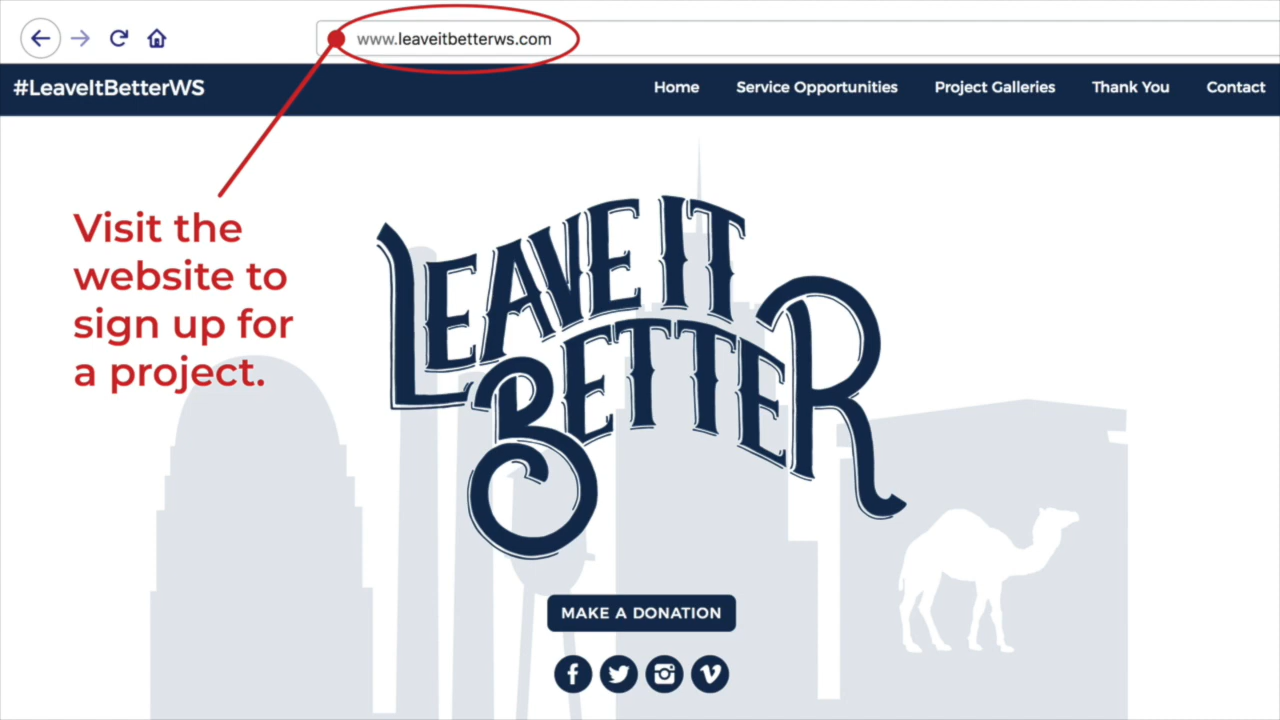 www.leaveitbetterws.com
#LeaveItBetterWS
Home
Service Opportunities
Project Galleries
Thank You
Contact
Visit the
website to
sign up for
a project.
LEAVE IT
BETTER
MAKE A DONATION